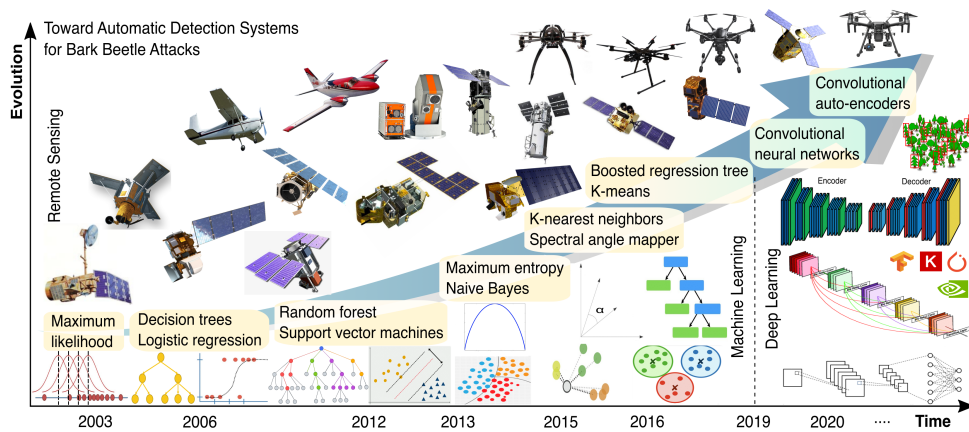 Toward Automatic Detection Systems
for Bark Beetle Attacks
Evolution
Remote Sensing
Convolutional
auto-encoders
Convolutional
neural networks
Boosted regression tree
K-means
K-nearest neighbors
Spectral angle mapper
Maximum entropy
Naive Bayes
Random forest
Support vector machines
Decision trees
Logistic regression
Maximum
likelihood
α
Machine Learning
Deep Learning
Encoder
Decoder
K
2003
2006
2012
2013
2015
2016
2019
2020
....
Time